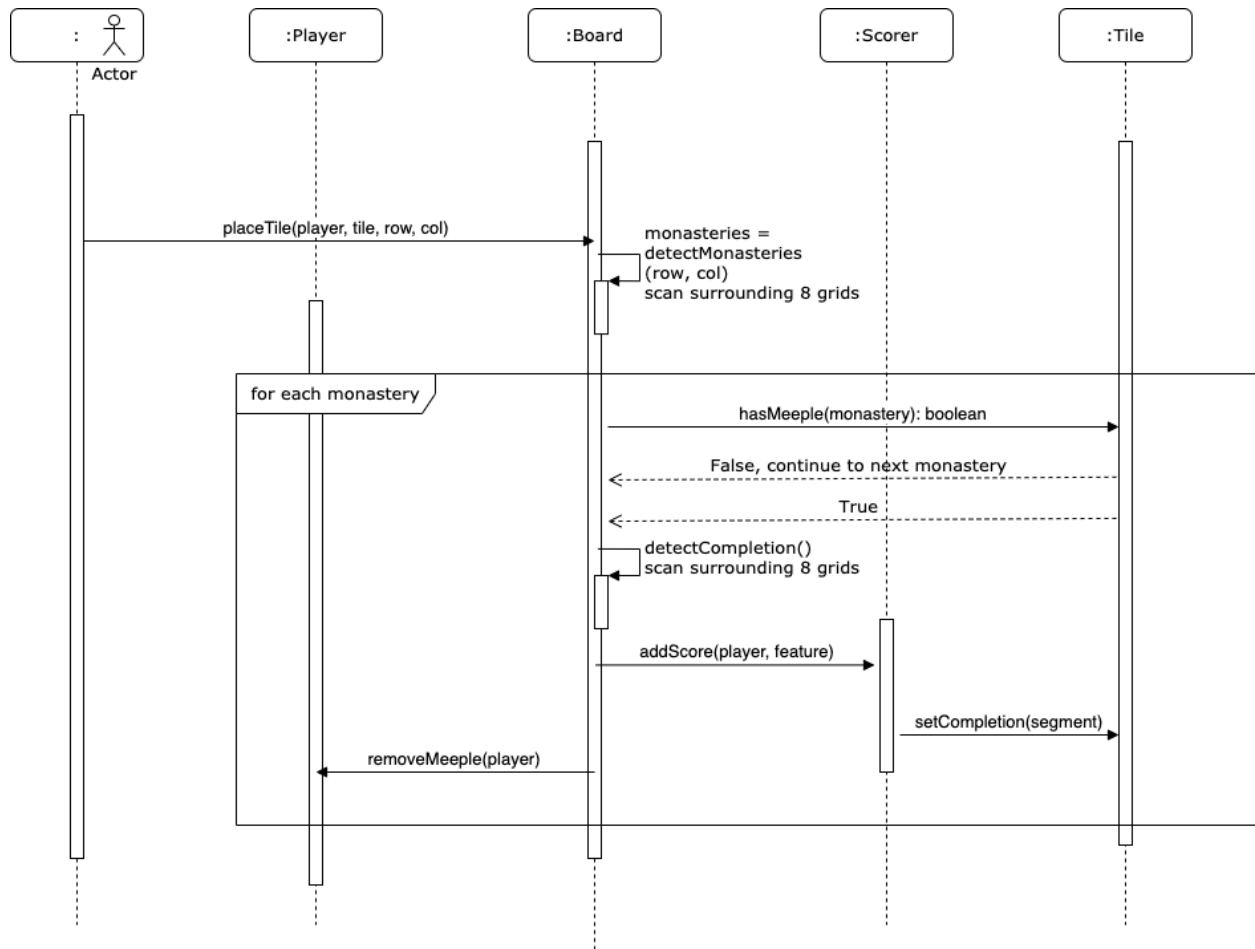 :
:Player
:Board
:Scorer
:Tile
Actor
placeTile(player, tile, row, col)
monasteries =
detectMonasteries
(row, col)
scan surrounding 8 grids
for each monastery
hasMeeple(monastery): boolean
False, continue to next monastery
True
detectCompletion()
scan surrounding 8 grids
addScore(player, feature)
setCompletion(segment)
removeMeeple(player)